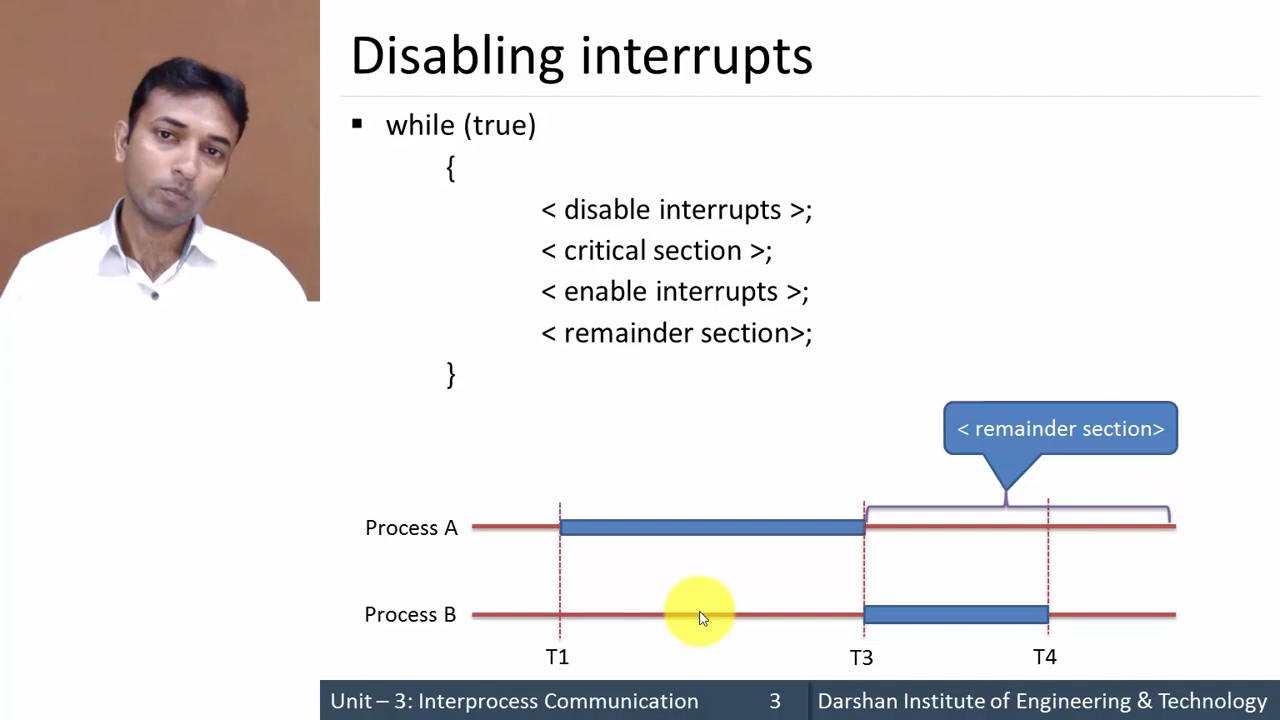 Disabling interrupts
▪ while (true)
{
< disable interrupts >;
< critical section >;
< enable interrupts >;
< remainder section>;
}
< remainder section>
Process A
Process B
T1 T3 T4
Unit – 3: Interprocess Communication 3 Darshan Institute of Engineering & Technology